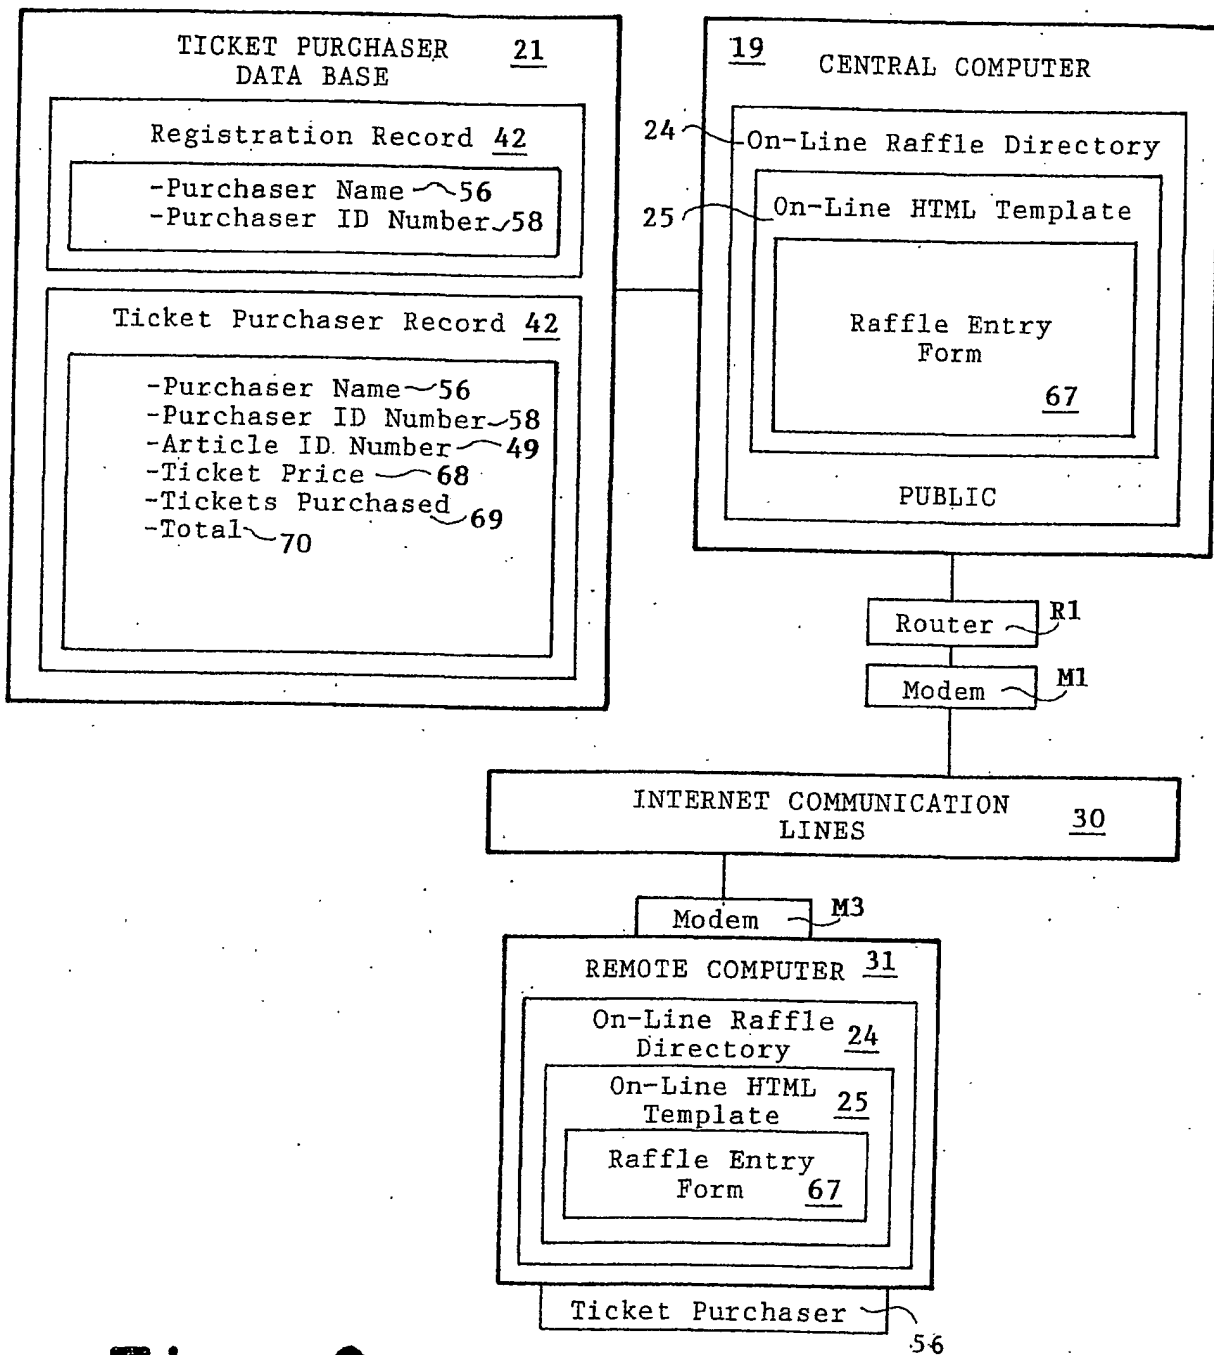 TICKET PURCHASER 21
DATA BASE
Registration Record 42
-Purchaser Name 56
-Purchaser ID Number 58
Ticket Purchaser Record 42
-Purchaser Name 56
-Purchaser ID Number 58
-Article ID Number 49
-Ticket Price 68
-Tickets Purchased
69
-Total 70
19 CENTRAL COMPUTER
24 On-Line Raffle Directory
25 On-Line HTML Template
Raffle Entry
Form
67
PUBLIC
Router R1
Modem M1
INTERNET COMMUNICATION
LINES 30
Modem M3
REMOTE COMPUTER 31
On-Line Raffle
Directory 24
On-Line HTML
Template 25
Raffle Entry
Form 67
Ticket Purchaser
56